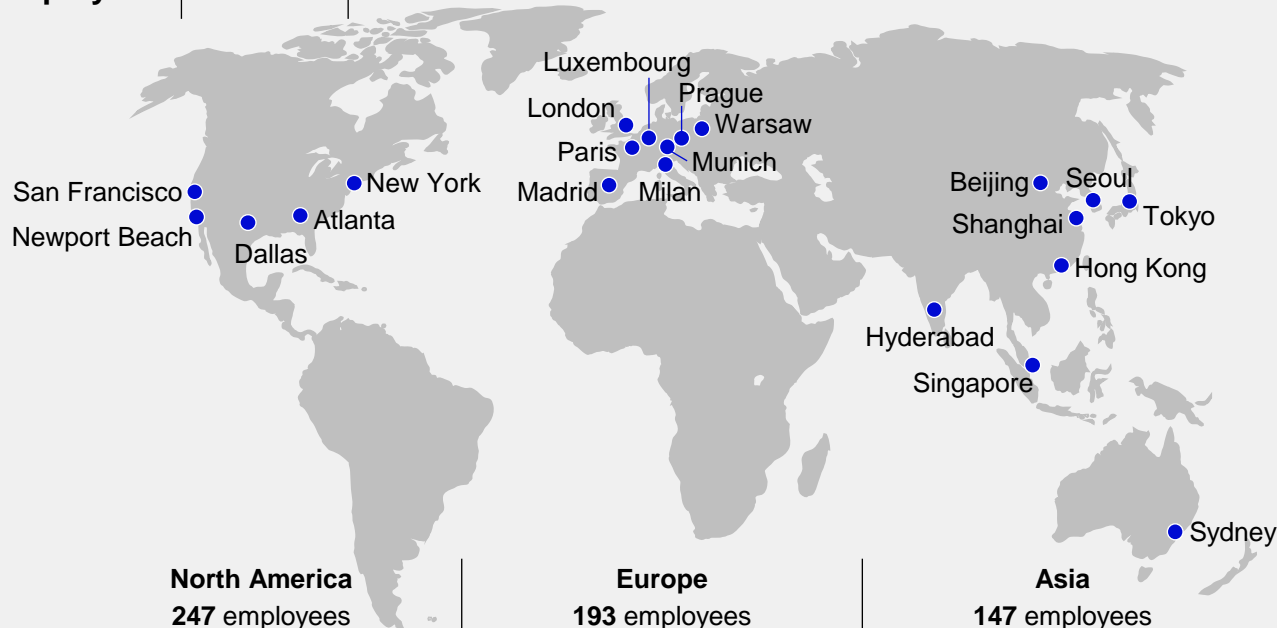 Luxembourg
Prague
London
Warsaw
Paris
Munich
Madrid
Milan
San Francisco
New York
Newport Beach
Atlanta
Dallas
Beijing
Seoul
Shanghai
Tokyo
Hong Kong
Hyderabad
Singapore
Sydney
North America
247 employees
Europe
193 employees
Asia
147 employees